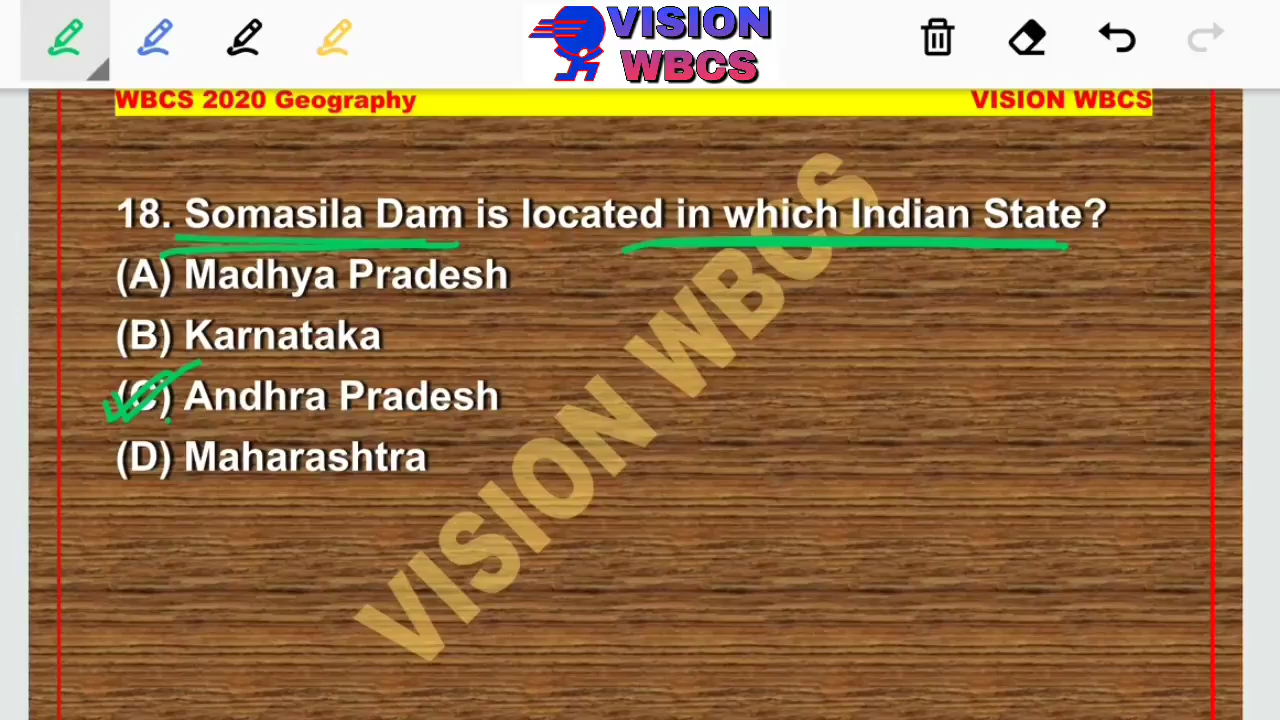 VISION
WBCS
WBCS 2020 Geography VISION WBCS
18. Somasila Dam is located in which Indian State?
(A) Madhya Pradesh
(B) Karnataka
(C) Andhra Pradesh
(D) Maharashtra
VISION WBCS